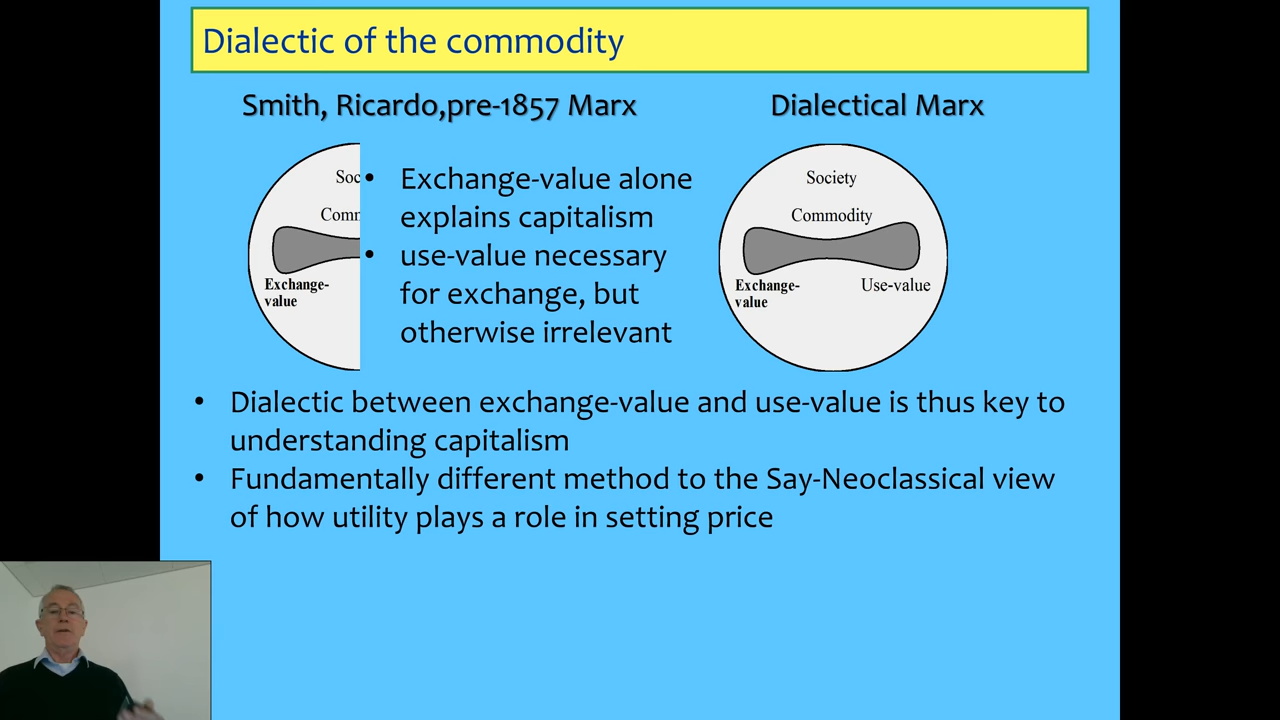 Dialectic of the commodity
Smith, Ricardo,pre-1857 Marx
Soc
Comm
Exchange-
value
• Exchange-value alone
explains capitalism
• use-value necessary
for exchange, but
otherwise irrelevant
Dialectical Marx
Society
Commodity
Exchange-
value
Use-value
• Dialectic between exchange-value and use-value is thus key to
understanding capitalism
• Fundamentally different method to the Say-Neoclassical view
of how utility plays a role in setting price